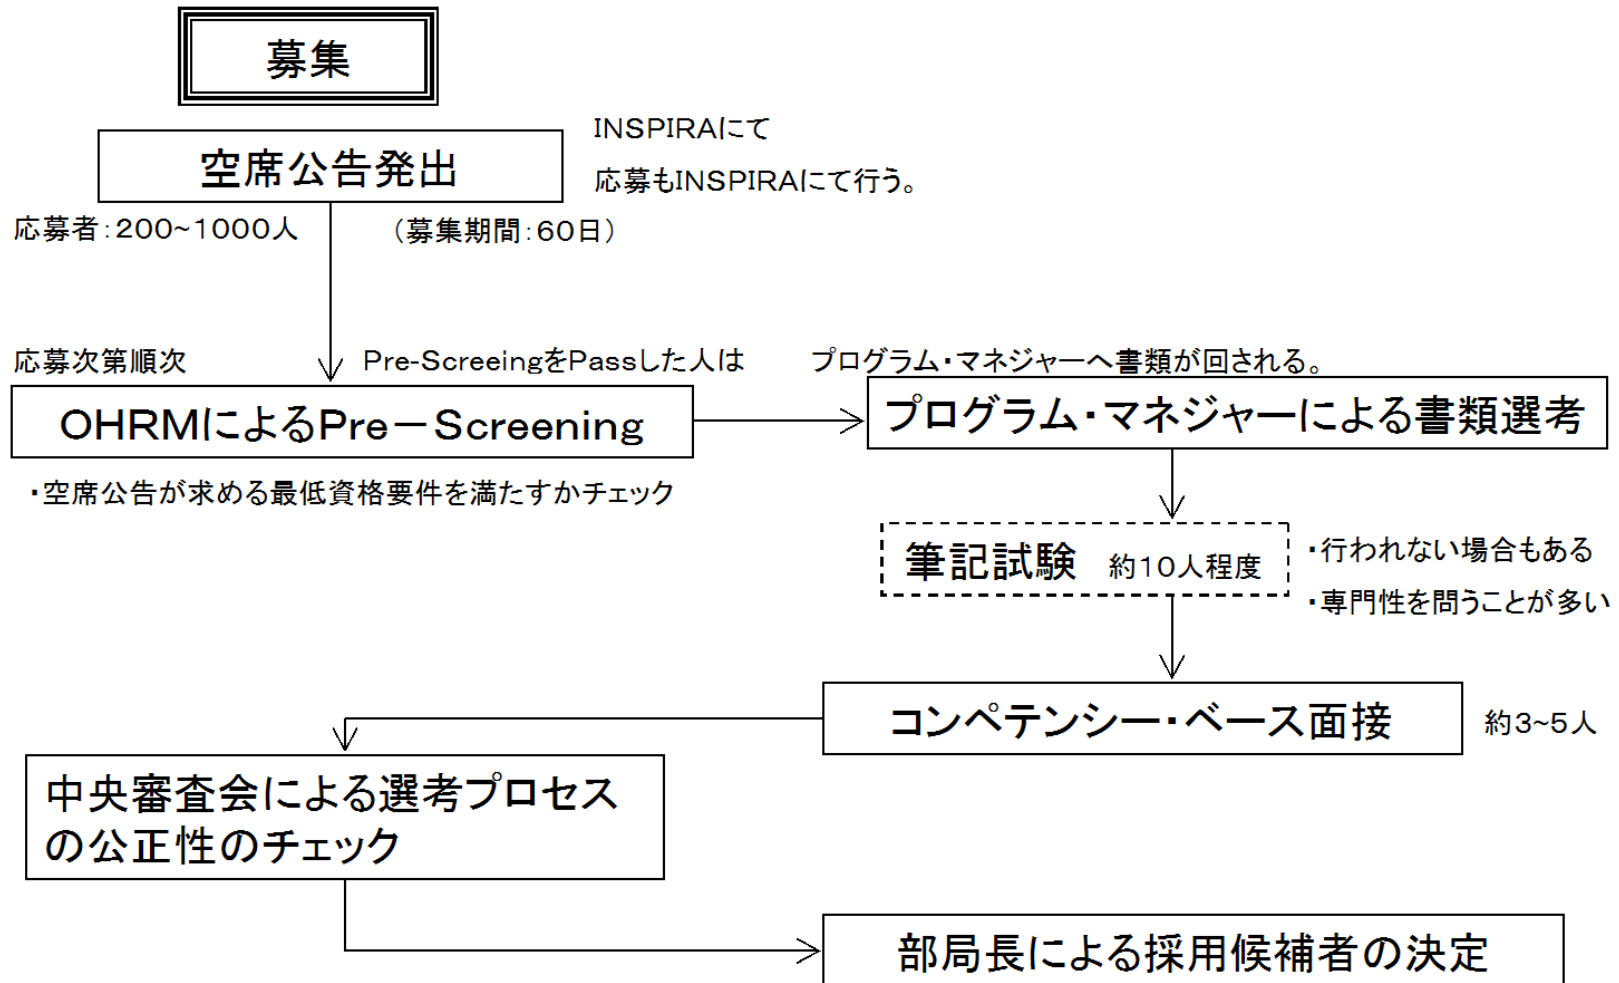 募集
空席公告発出
INSPIRAにて
応募もINSPIRAにて行う。
応募者:200~1000人
(募集期間:60日)
応募次第順次
Pre-ScreeingをPassした人は
プログラム・マネジャーへ書類が回される。
OHRMによるPre-Screening
プログラム・マネジャーによる書類選考
・空席公告が求める最低資格要件を満たすかチェック
筆記試験 約10人程度
・行われない場合もある
・専門性を問うことが多い
コンペテンシー・ベース面接
約3~5人
中央審査会による選考プロセス
の公正性のチェック
部局長による採用候補者の決定